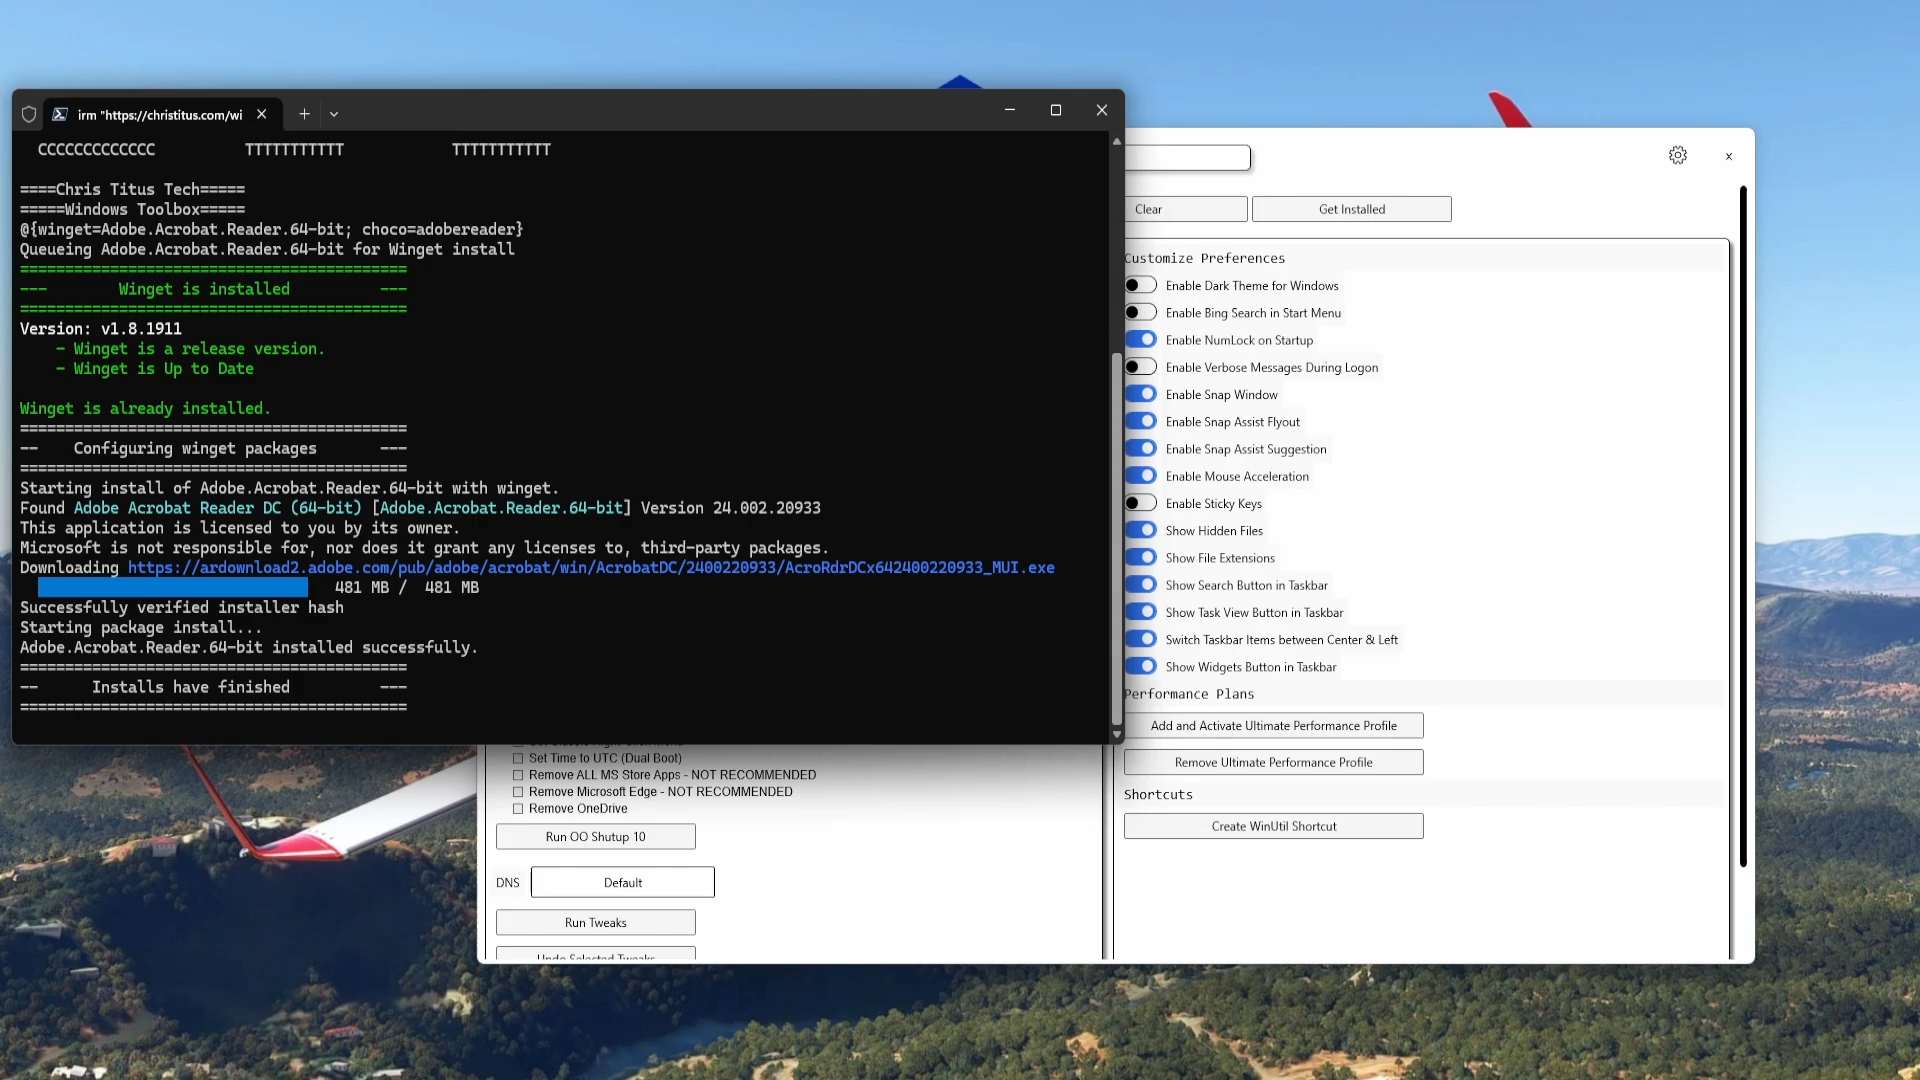 irm "https://christitus.com/wi
CCCCCCCCCCCCC TTTTTTTTTTT TTTTTTTTTTT
====Chris Titus Tech=====
=====Windows Toolbox=====
@{winget=Adobe.Acrobat.Reader.64-bit; choco=adobereader}
Queueing Adobe.Acrobat.Reader.64-bit for Winget install
===========================================
--- Winget is installed ---
===========================================
Version: v1.8.1911
- Winget is a release version.
- Winget is Up to Date
Winget is already installed.
===========================================
-- Configuring winget packages ---
===========================================
Starting install of Adobe.Acrobat.Reader.64-bit with winget.
Found Adobe Acrobat Reader DC (64-bit) [Adobe.Acrobat.Reader.64-bit] Version 24.002.20933
This application is licensed to you by its owner.
Microsoft is not responsible for, nor does it grant any licenses to, third-party packages.
Downloading https://ardownload2.adobe.com/pub/adobe/acrobat/win/AcrobatDC/2400220933/AcroRdrDCx642400220933_MUI.exe
481 MB / 481 MB
Successfully verified installer hash
Starting package install...
Adobe.Acrobat.Reader.64-bit installed successfully.
===========================================
-- Installs have finished ---
===========================================
Clear
Get Installed
Customize Preferences
Enable Dark Theme for Windows
Enable Bing Search in Start Menu
Enable NumLock on Startup
Enable Verbose Messages During Logon
Enable Snap Window
Enable Snap Assist Flyout
Enable Snap Assist Suggestion
Enable Mouse Acceleration
Enable Sticky Keys
Show Hidden Files
Show File Extensions
Show Search Button in Taskbar
Show Task View Button in Taskbar
Switch Taskbar Items between Center & Left
Show Widgets Button in Taskbar
Performance Plans
Add and Activate Ultimate Performance Profile
Remove Ultimate Performance Profile
Shortcuts
Create WinUtil Shortcut
Set Time to UTC (Dual Boot)
Remove ALL MS Store Apps - NOT RECOMMENDED
Remove Microsoft Edge - NOT RECOMMENDED
Remove OneDrive
Run OO Shutup 10
DNS Default
Run Tweaks
Undo Selected Tweaks